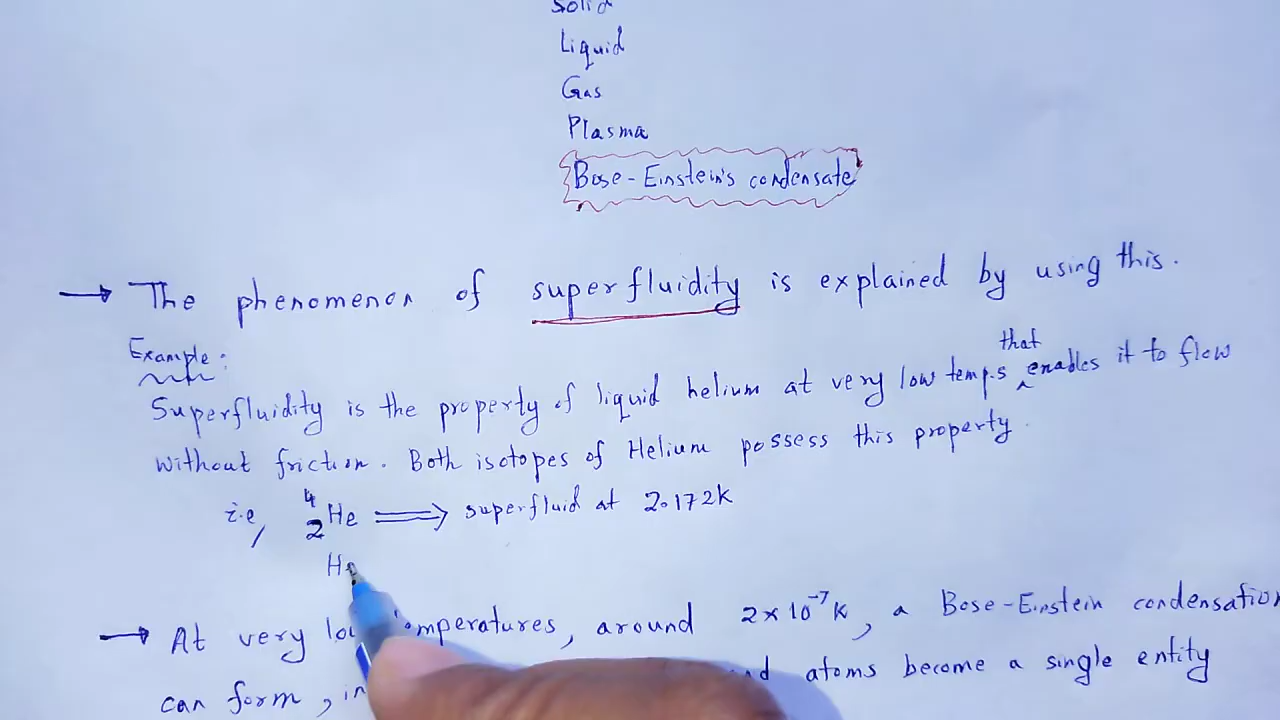 Solid
Liquid
Gas
Plasma
Bose-Einstein's condensate
→ The phenomenon of superfluidity is explained by using this.
Example:
Superfluidity is the property of liquid helium at very low temp.s that enables it to flow
without friction. Both isotopes of Helium possess this property.
i.e, ⁴₂He ⟹ superfluid at 2.172K
He
→ At very low temperatures, around 2×10⁻⁷K, a Bose-Einstein condensation
can form, in atoms become a single entity